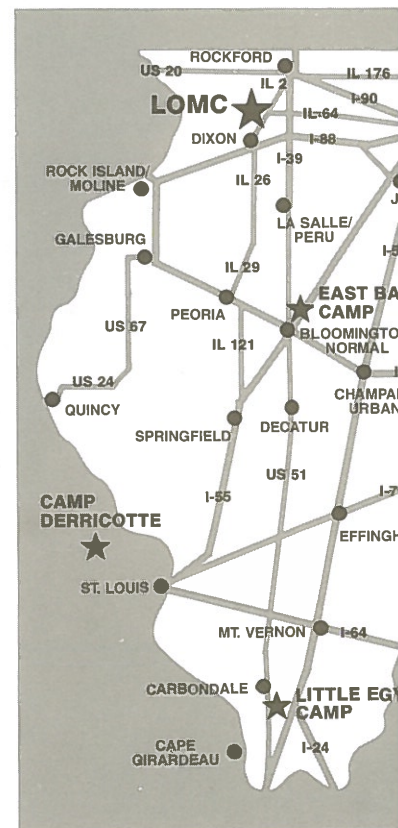 ROCKFORD
US 20
IL 2
IL 176
I-90
LOMC
IL-64
DIXON
I-88
I-39
ROCK ISLAND/
MOLINE
IL 26
J
LA SALLE/
PERU
GALESBURG
I-5
IL 29
EAST BA
CAMP
PEORIA
US 67
BLOOMINGTO
NORMAL
IL 121
US 24
I
CHAMPAI
URBAN
QUINCY
SPRINGFIELD
DECATUR
US 51
I-55
I-7
CAMP
DERRICOTTE
EFFINGH
ST. LOUIS
MT. VERNON
I-64
CARBONDALE
LITTLE EGY
CAMP
CAPE
GIRARDEAU
I-24